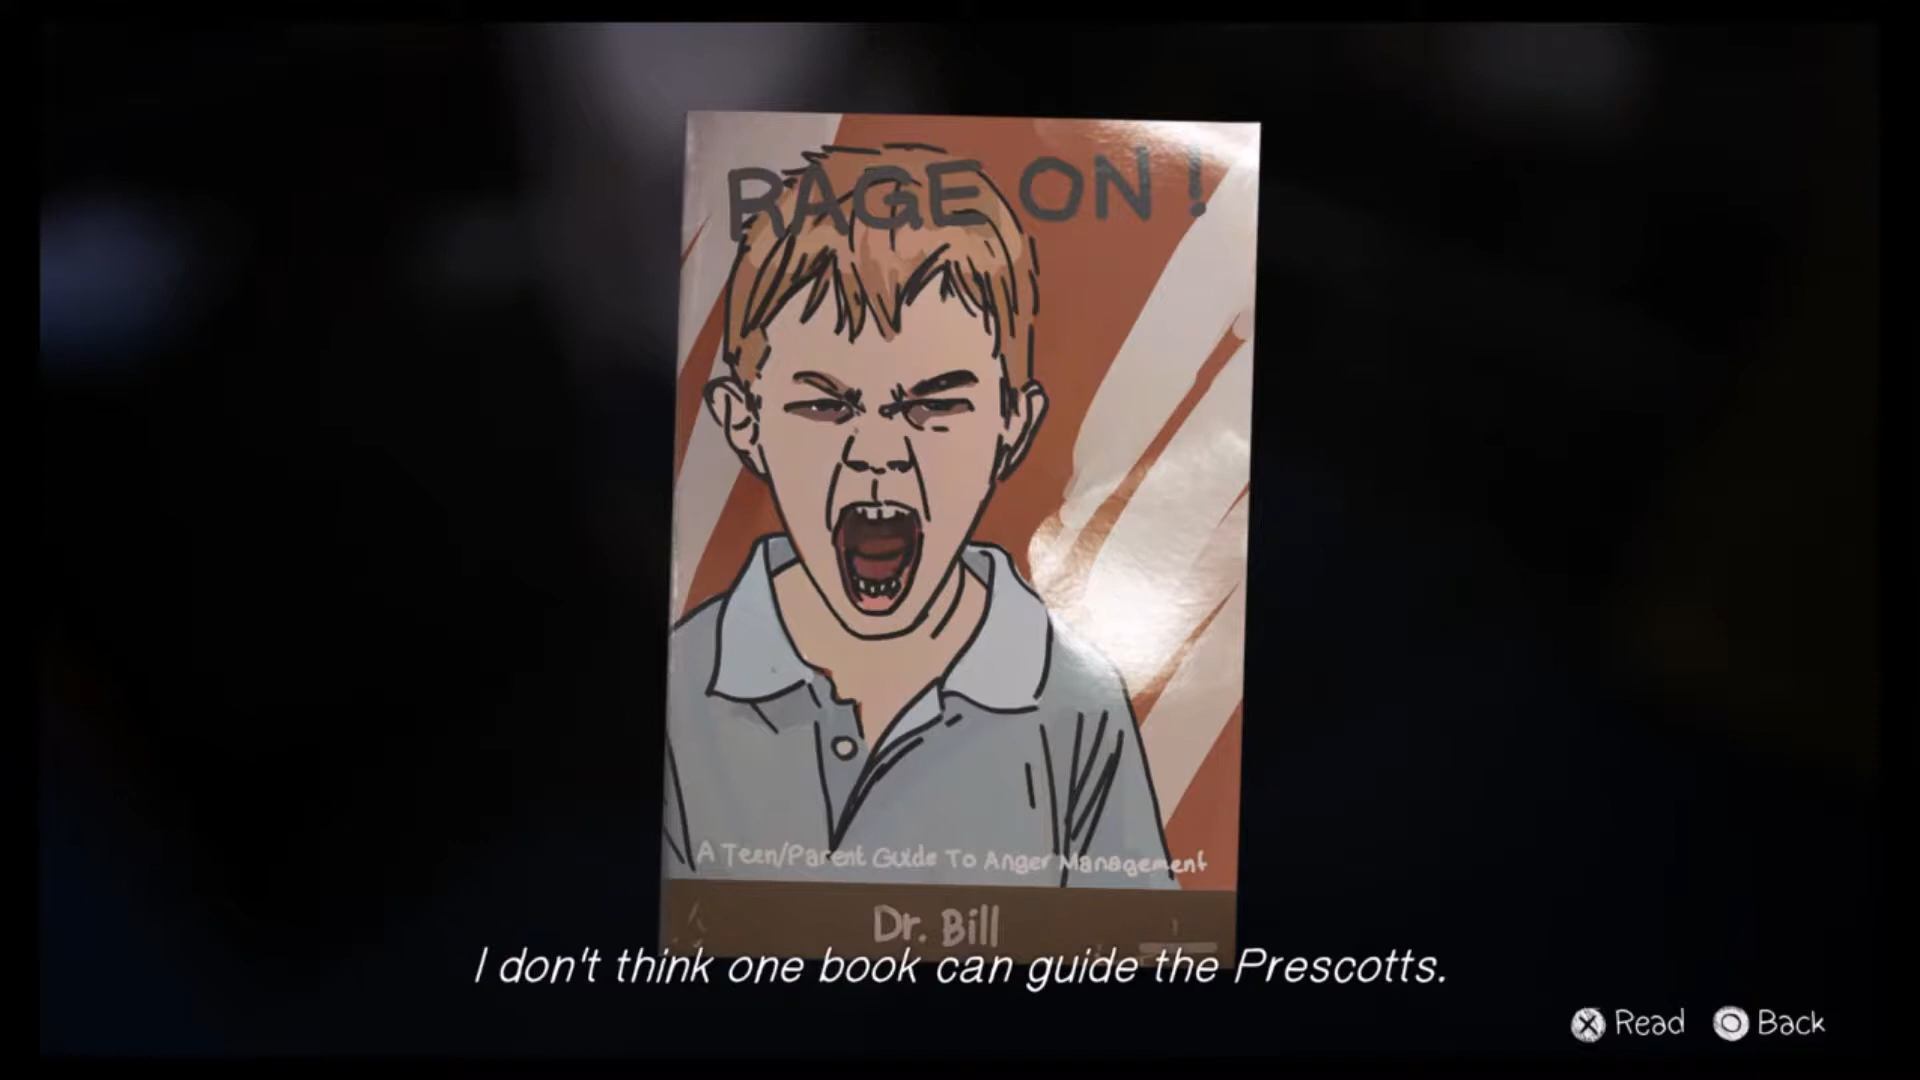 RAGE ON!
A Teen/Parent Guide To Anger Management
Dr. Bill
I don't think one book can guide the Prescotts.
Read Back